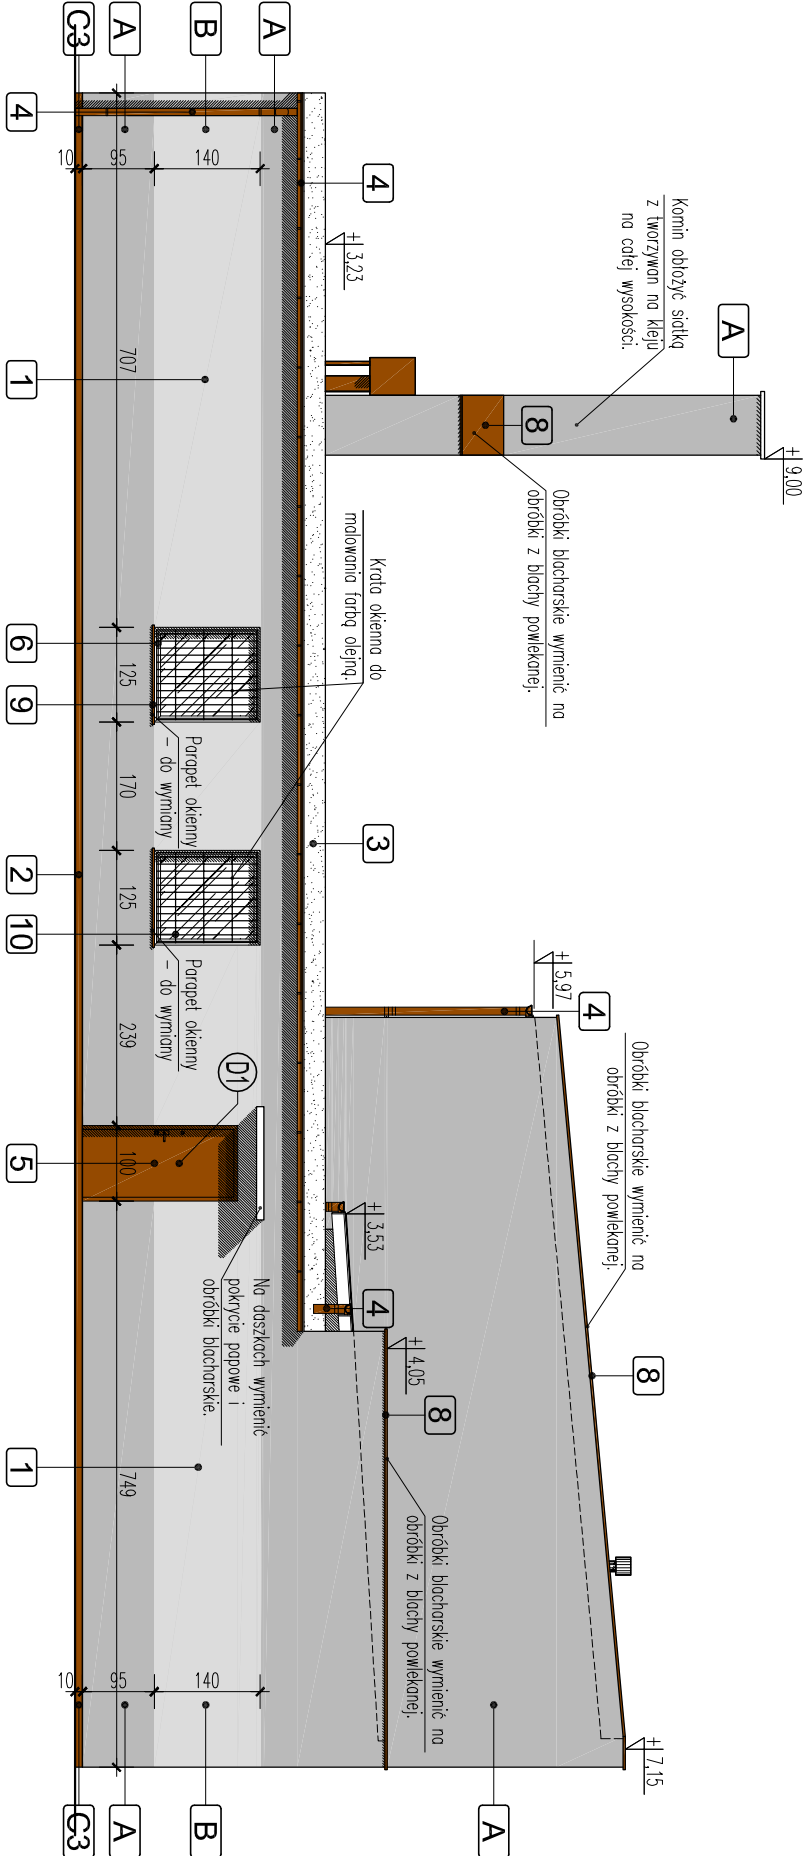 Komin obłożyć siatką
z tworzywan na kleju
na całej wysokości.
A
+ 9,00
8
Obróbki blacharskie wymienić na
obróbki z blachy powlekanej.
+ 5,97
4
Obróbki blacharskie wymienić na
obróbki z blachy powlekanej.
8
+ 7,15
A
+ 3,23
4
Krata okienna do
malowania farbą olejną.
3
+ 3,53
4
+ 4,05
8
Obróbki blacharskie wymienić na
obróbki z blachy powlekanej.
A
B
A
C3
140
95
10
Parapet okienny
– do wymiany
Parapet okienny
– do wymiany
D1
Na daszkach wymienić
pokrycie papowe i
obróbki blacharskie.
140
95
10
B
A
C3
707
125
170
125
239
100
749
4
1
6
9
2
10
5
1